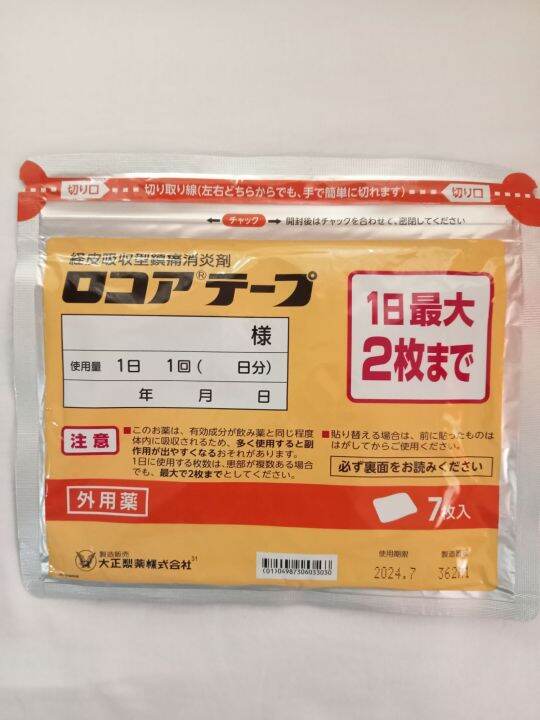 切り口 切り取り線(左右どちらからでも、手で簡単に切れます) 切り口
チャック 開封後はチャックを合わせて、密閉してください
経皮吸収型鎮痛消炎剤
ロコア®テープ
様
使用量 1日 1回( 日分)
年 月 日
1日最大
2枚まで
注意
■このお薬は、有効成分が飲み薬と同じ程度
体内に吸収されるため、多く使用すると副
作用が出やすくなるおそれがあります。
1日に使用する枚数は、患部が複数ある場合
でも、最大で2枚までとしてください。
■貼り替える場合は、前に貼ったものは
はがしてからご使用ください。
必ず裏面をお読みください
外用薬
7枚入
製造販売
大正製薬株式会社 31
(01)04987306033030
使用期限
2024.7
製造番号